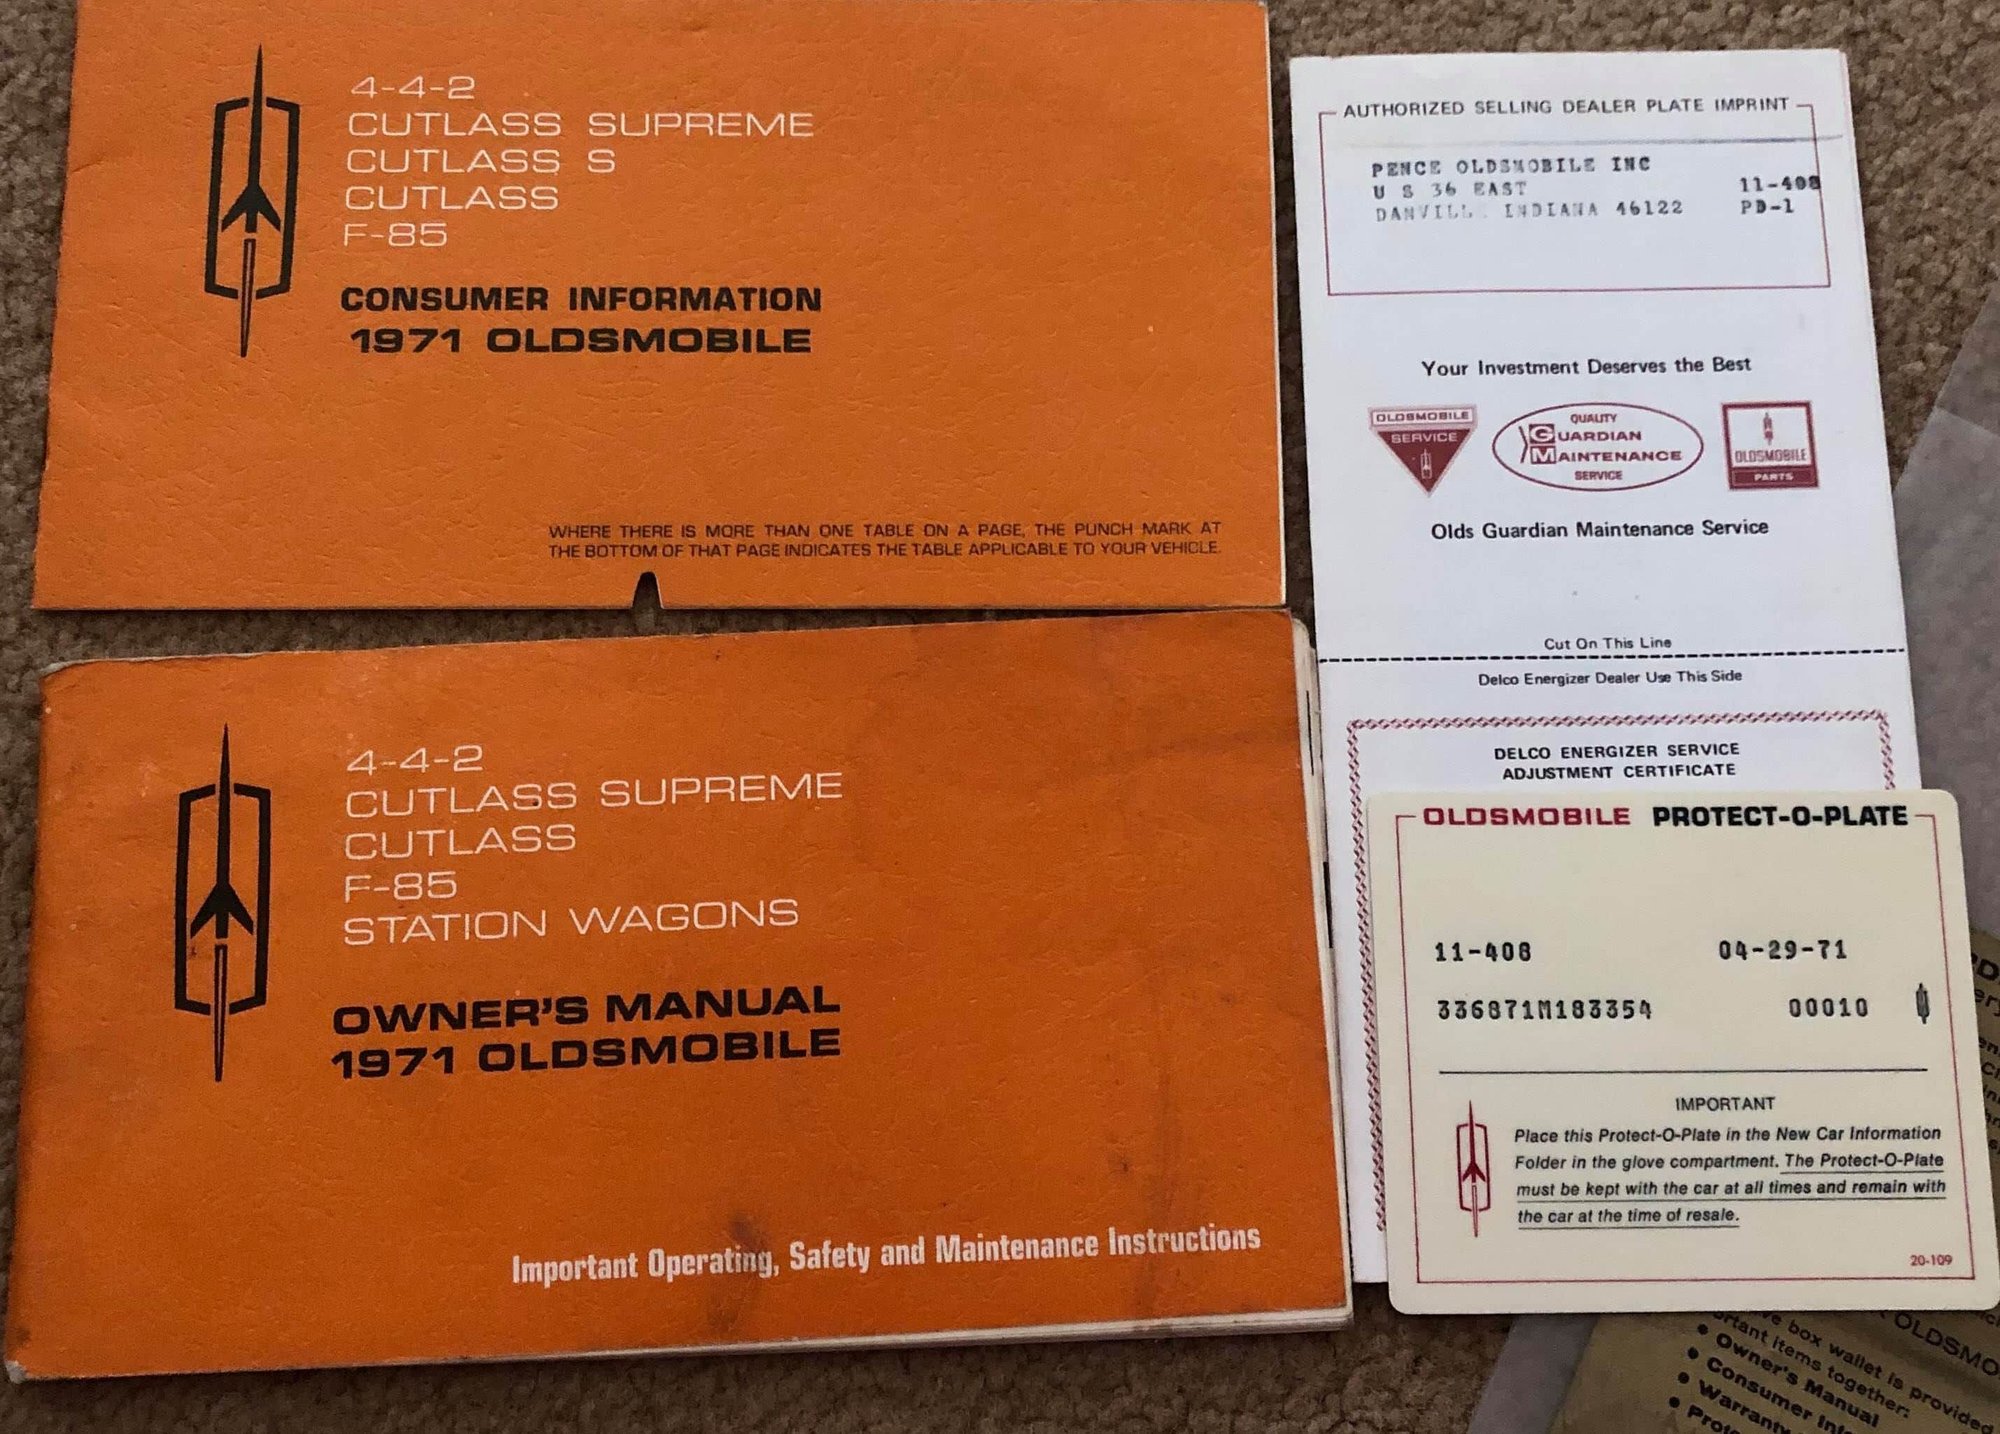 4-4-2
CUTLASS SUPREME
CUTLASS S
CUTLASS
F-85
CONSUMER INFORMATION
1971 OLDSMOBILE
WHERE THERE IS MORE THAN ONE TABLE ON A PAGE, THE PUNCH MARK AT
THE BOTTOM OF THAT PAGE INDICATES THE TABLE APPLICABLE TO YOUR VEHICLE.
4-4-2
CUTLASS SUPREME
CUTLASS
F-85
STATION WAGONS
OWNER'S MANUAL
1971 OLDSMOBILE
Important Operating, Safety and Maintenance Instructions
AUTHORIZED SELLING DEALER PLATE IMPRINT
PENCE OLDSMOBILE INC
U S 36 EAST 11-408
INDIANA 46122 PD-1
Your Investment Deserves the Best
OLDSMOBILE
SERVICE
QUALITY
GUARDIAN
MAINTENANCE
SERVICE
OLDSMOBILE
PARTS
Olds Guardian Maintenance Service
Cut On This Line
Delco Energizer Dealer Use This Side
DELCO ENERGIZER SERVICE
ADJUSTMENT CERTIFICATE
OLDSMOBILE PROTECT-O-PLATE
11-408 04-29-71
336871M183354 00010
IMPORTANT
Place this Protect-O-Plate in the New Car Information
Folder in the glove compartment. The Protect-O-Plate
must be kept with the car at all times and remain with
the car at the time of resale.
20-109
OLDSMO
box wallet is provided
items together:
• Owner's Manual
• Consumer
• Warranty